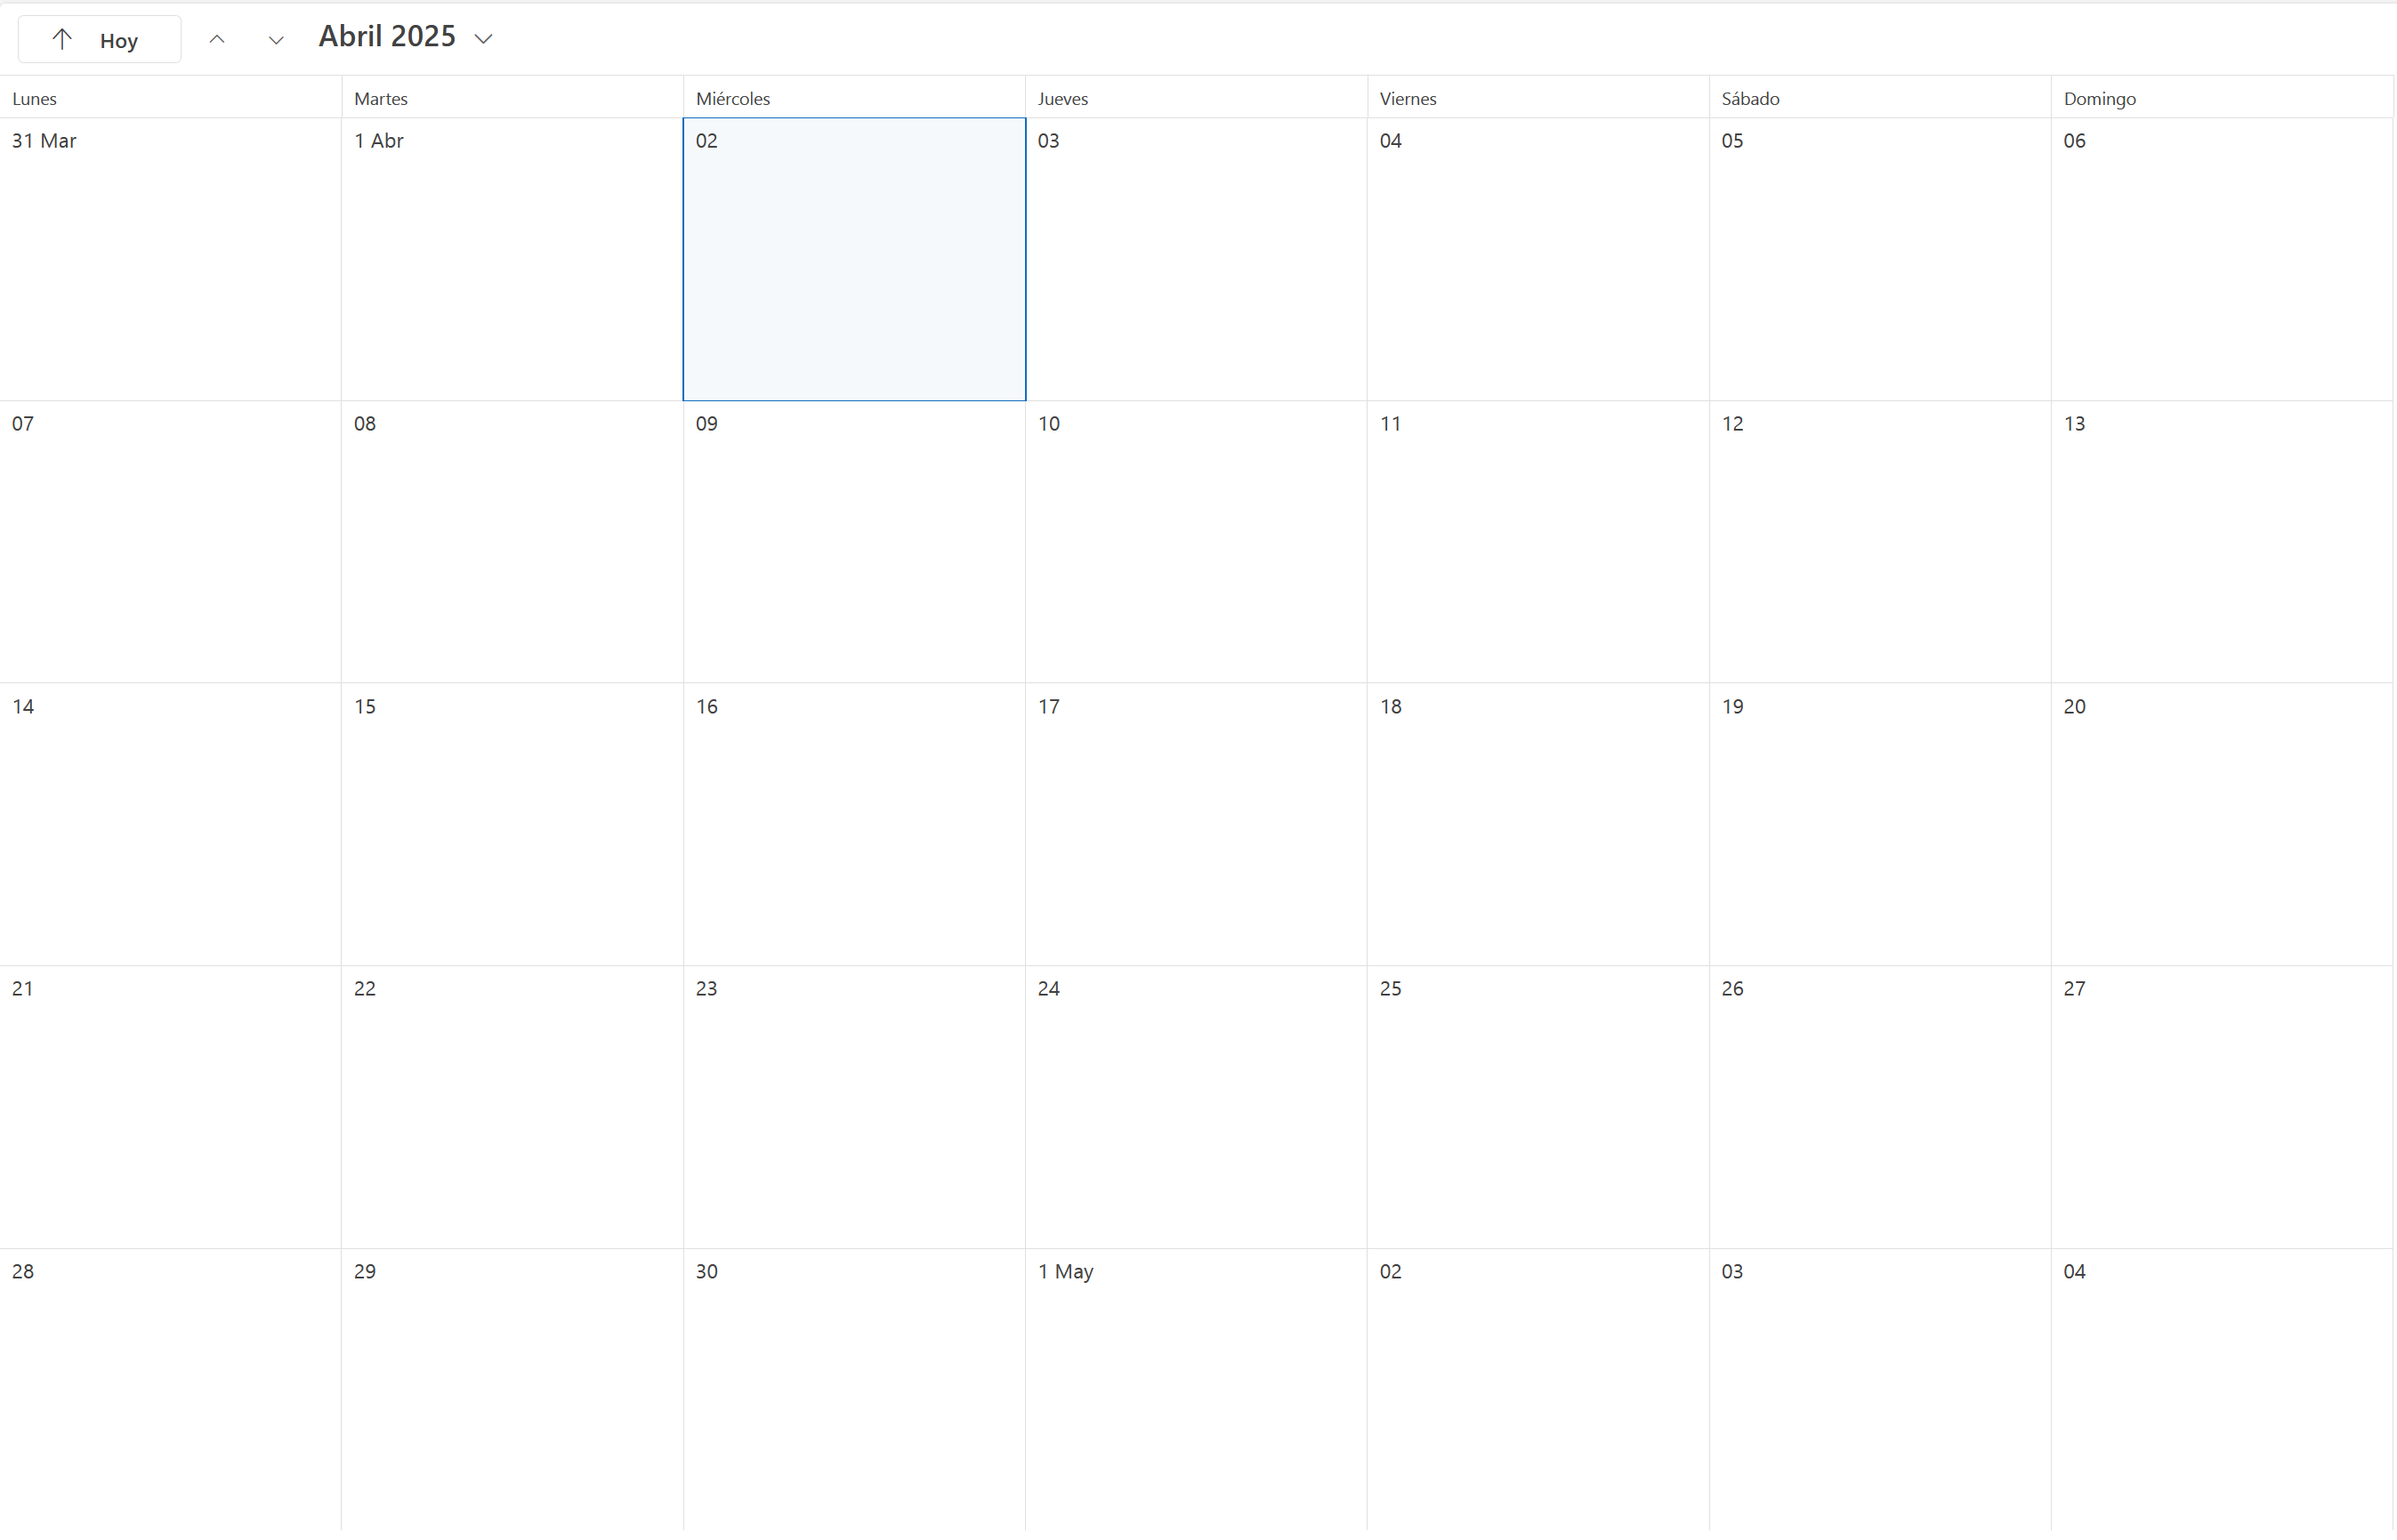 Hoy Abril 2025
Lunes Martes Miércoles Jueves Viernes Sábado Domingo
31 Mar 1 Abr 02 03 04 05 06
07 08 09 10 11 12 13
14 15 16 17 18 19 20
21 22 23 24 25 26 27
28 29 30 1 May 02 03 04